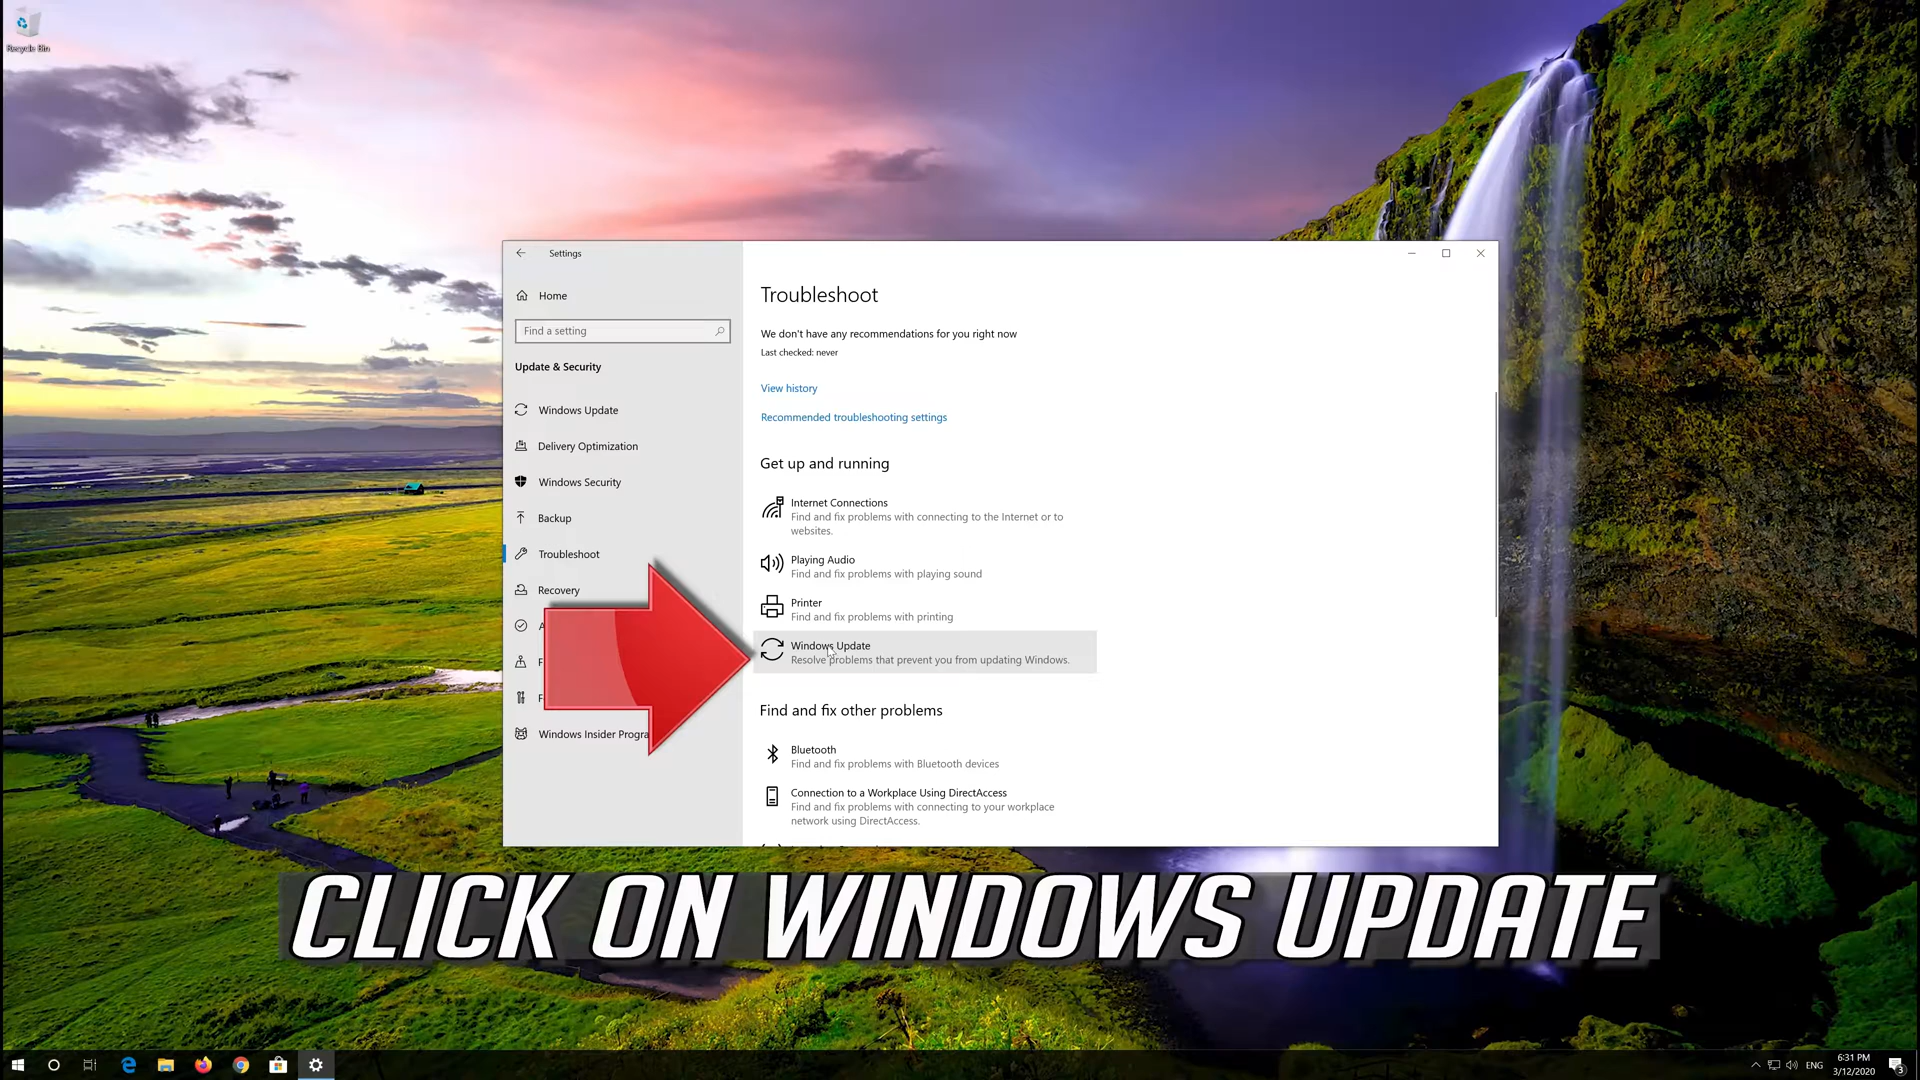 Recycle Bin
Settings
Home
Find a setting
Update & Security
Windows Update
Delivery Optimization
Windows Security
Backup
Troubleshoot
Recovery
A
F
F
Windows Insider Progra
Troubleshoot
We don't have any recommendations for you right now
Last checked: never
View history
Recommended troubleshooting settings
Get up and running
Internet Connections
Find and fix problems with connecting to the Internet or to
websites.
Playing Audio
Find and fix problems with playing sound
Printer
Find and fix problems with printing
Windows Update
Resolve problems that prevent you from updating Windows.
Find and fix other problems
Bluetooth
Find and fix problems with Bluetooth devices
Connection to a Workplace Using DirectAccess
Find and fix problems with connecting to your workplace
network using DirectAccess.
CLICK ON WINDOWS UPDATE
ENG
6:31 PM
3/12/2020
3